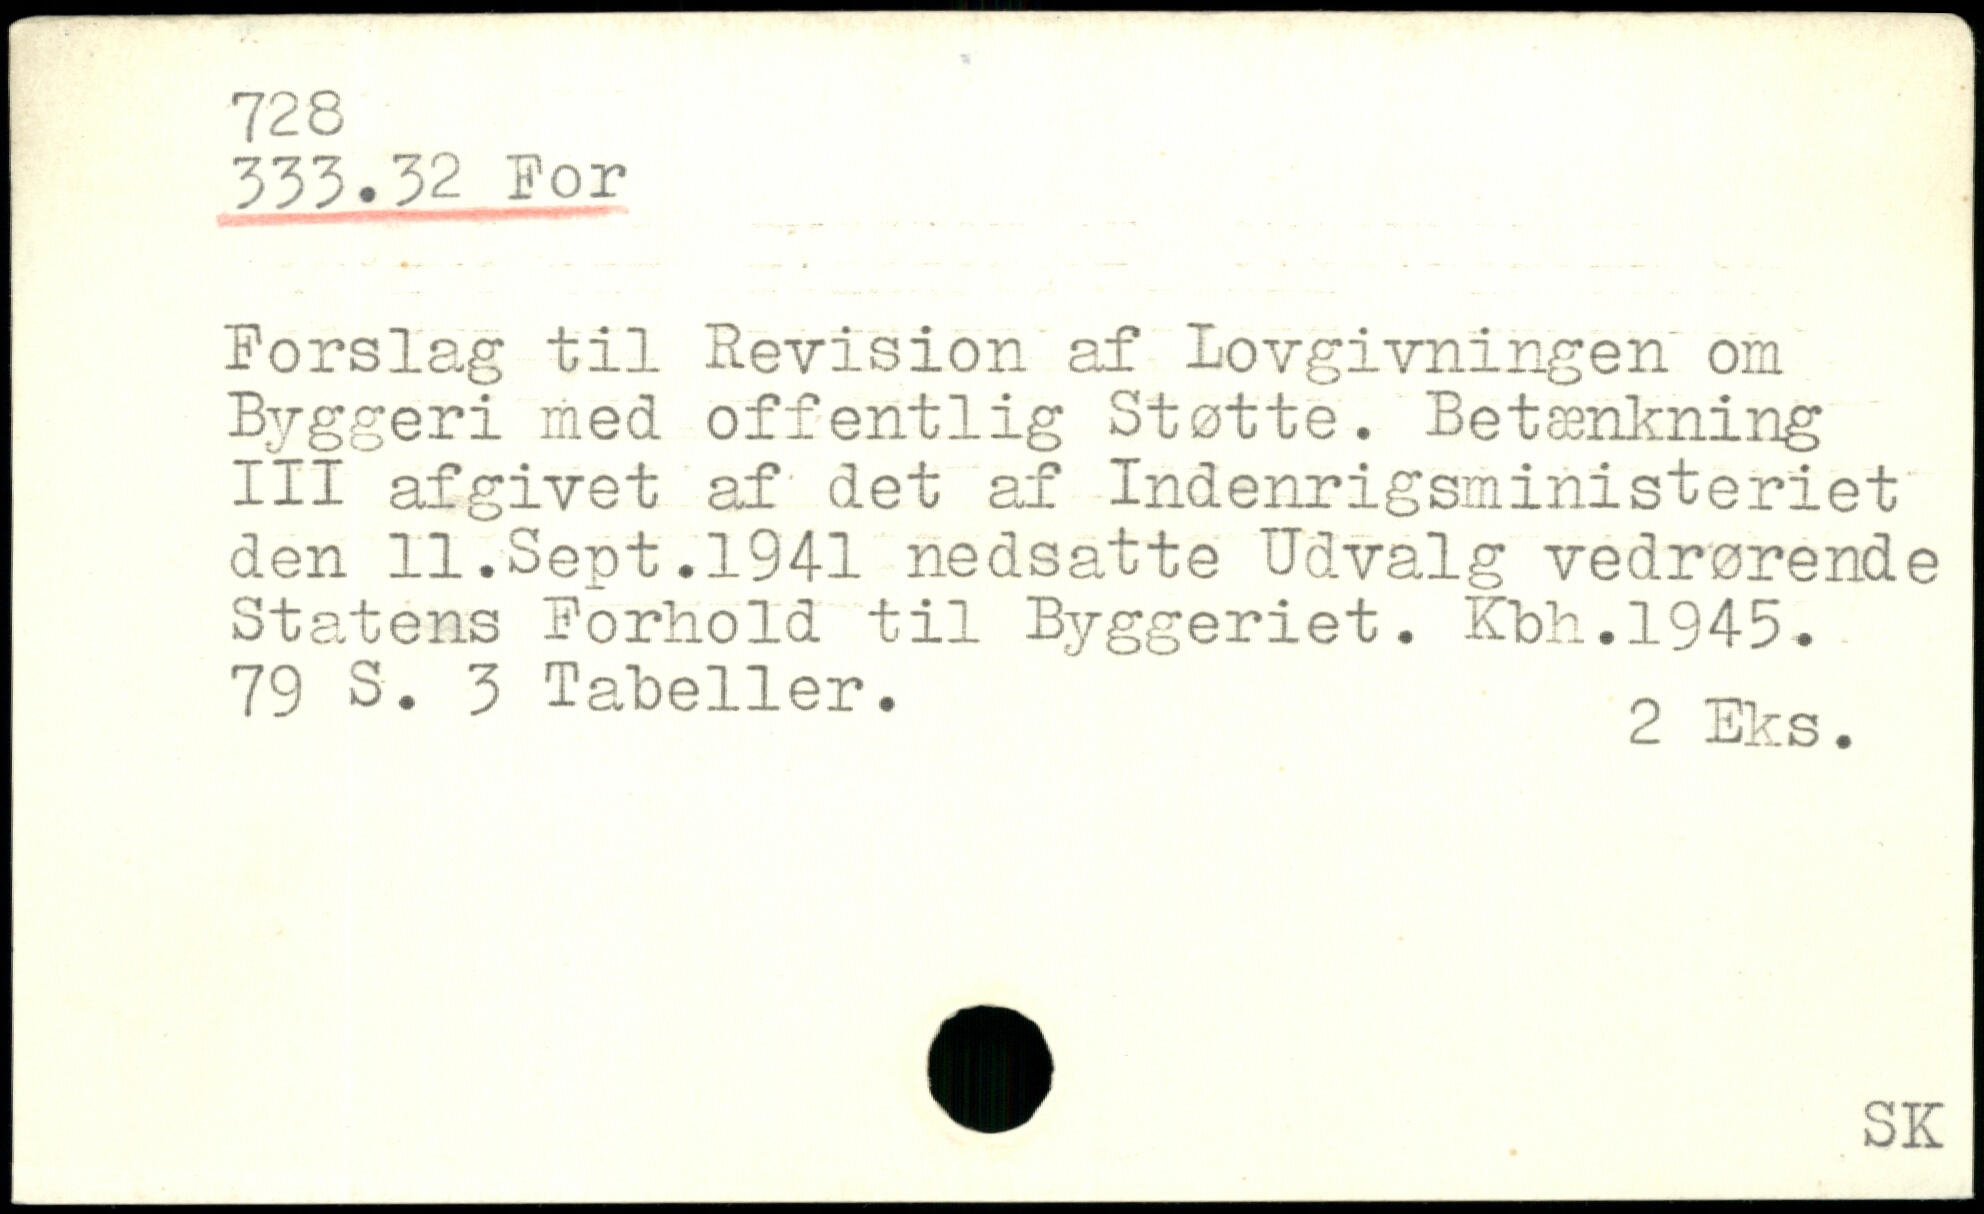 728
333.32 For
Forslag til Revision af Lovgivningen om
Byggeri med offentlig Støtte. Betænkning
III afgivet af det af Indenrigsministeriet
den 11.Sept.1941 nedsatte Udvalg vedrørende
Statens Forhold til Byggeriet. Kbh.1945.
79 S. 3 Tabeller.
2 Eks.
SK